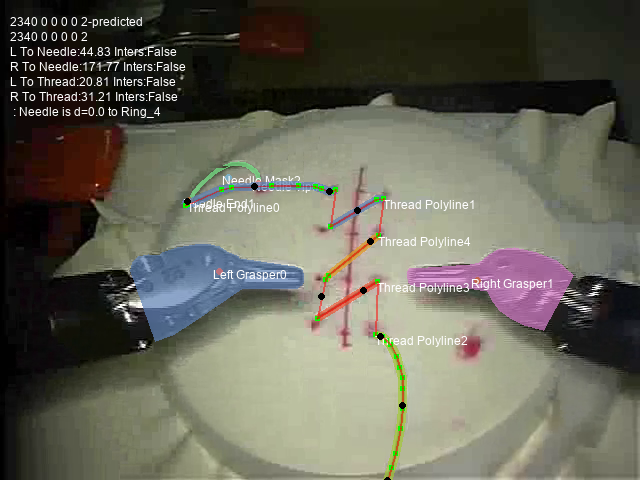 2340 0 0 0 0 2-predicted
2340 0 0 0 0 2
L To Needle:44.83 Inters:False
R To Needle:171.77 Inters:False
L To Thread:20.81 Inters:False
R To Thread:31.21 Inters:False
: Needle is d=0.0 to Ring_4
Needle Mask2
Thread Polyline0
Thread Polyline1
Thread Polyline4
Left Grasper0
Right Grasper1
Thread Polyline3
Thread Polyline2